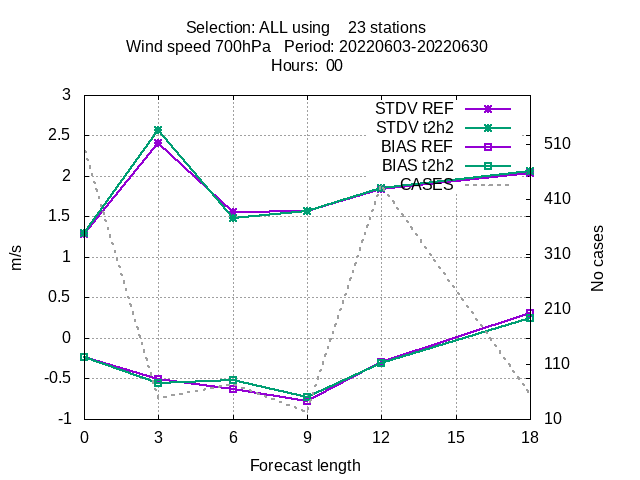 Selection: ALL using 23 stations
Wind speed 700hPa Period: 20220603-20220630
Hours: 00
STDV REF
STDV t2h2
BIAS REF
BIAS t2h2
CASES
3
2.5
2
1.5
1
0.5
0
-0.5
-1
m/s
510
410
310
210
110
10
No cases
0 3 6 9 12 15 18
Forecast length